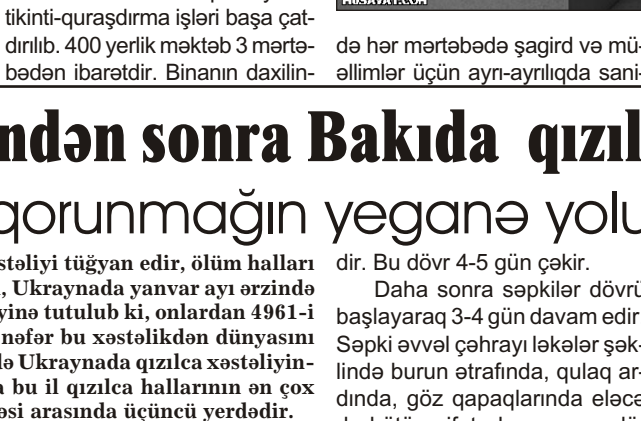 MUSAVAT.COM
tikinti-quraşdırma işləri başa çat-
dırılıb. 400 yerlik məktəb 3 mərtə-
bədən ibarətdir. Binanın daxilin-
də hər mərtəbədə şagird və mü-
əllimlər üçün ayrı-ayrılıqda sani-
ndən sonra Bakıda qızıl
qorunmağın yeganə yolu
stəliyi tüğyan edir, ölüm halları
, Ukraynada yanvar ayı ərzində
yinə tutulub ki, onlardan 4961-i
nəfər bu xəstəlikdən dünyasını
ə Ukraynada qızılca xəstəliyin-
a bu il qızılca hallarının ən çox
əsi arasında üçüncü yerdədir.
dir. Bu dövr 4-5 gün çəkir.
Daha sonra səpkilər dövrü
başlayaraq 3-4 gün davam edir
Səpki əvvəl çəhrayı ləkələr şək-
lində burun ətrafında, qulaq ar-
dında, göz qapaqlarında eləcə